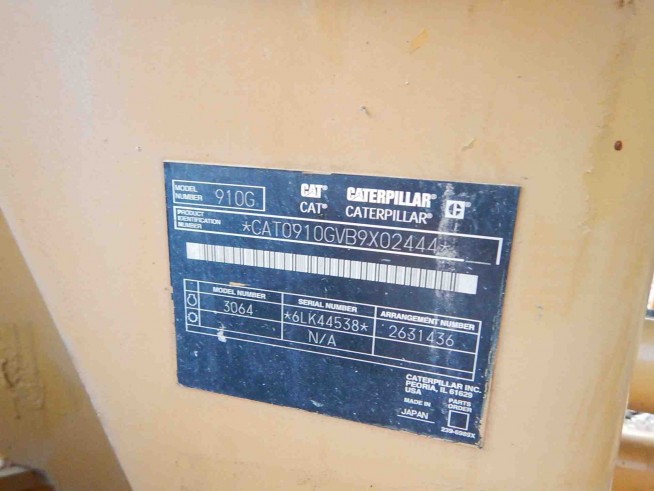 MODEL NUMBER 910G
CAT® CATERPILLAR®
CAT® CATERPILLAR®
PRODUCT IDENTIFICATION NUMBER *CAT0910GVB9X02444*
MODEL NUMBER SERIAL NUMBER ARRANGEMENT NUMBER
3064 *6LK44538* 2631436
N/A
CATERPILLAR INC.
PEORIA, IL 61629
USA
MADE IN JAPAN
PARTS ORDER